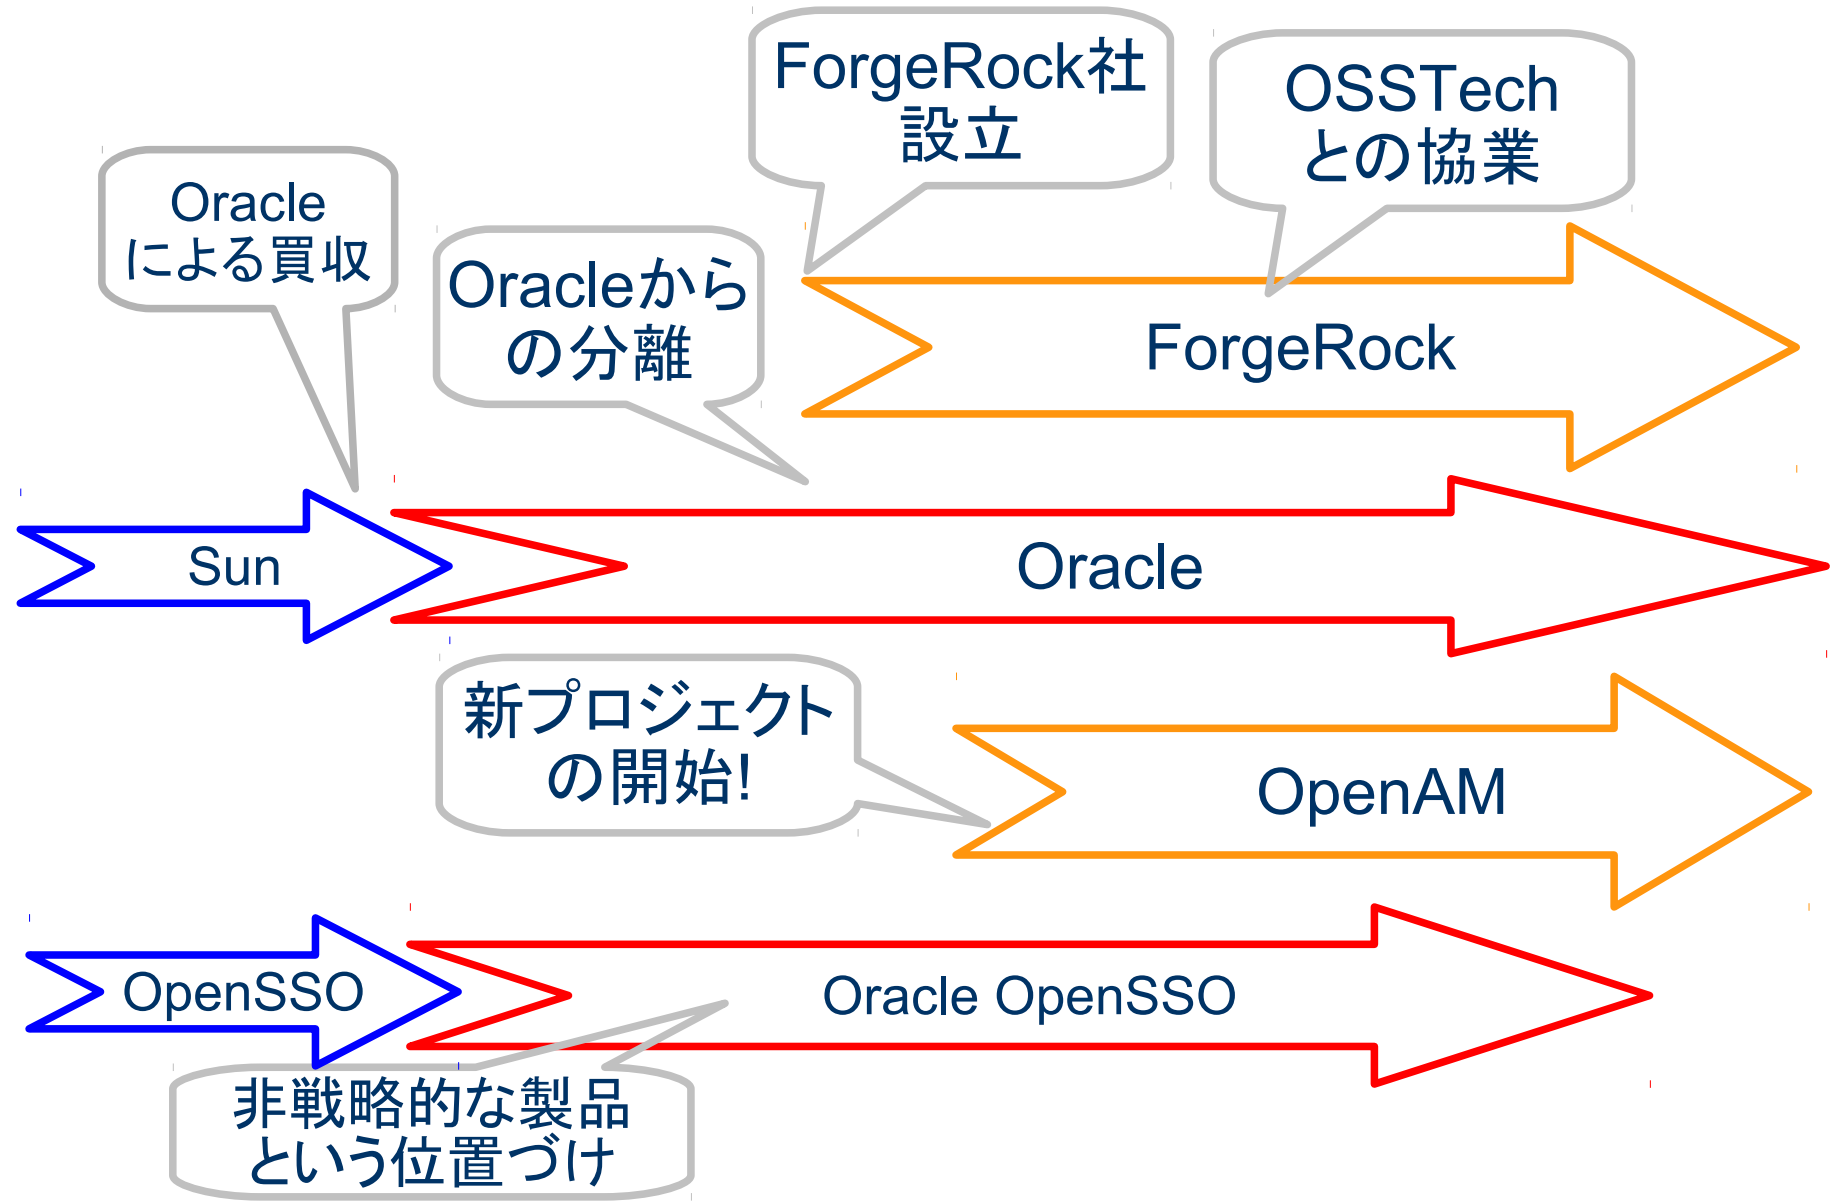 ForgeRock社
設立
OSSTech
との協業
Oracle
による買収
Oracleから
の分離
ForgeRock
Sun
Oracle
新プロジェクト
の開始!
OpenAM
OpenSSO
Oracle OpenSSO
非戦略的な製品
という位置づけ